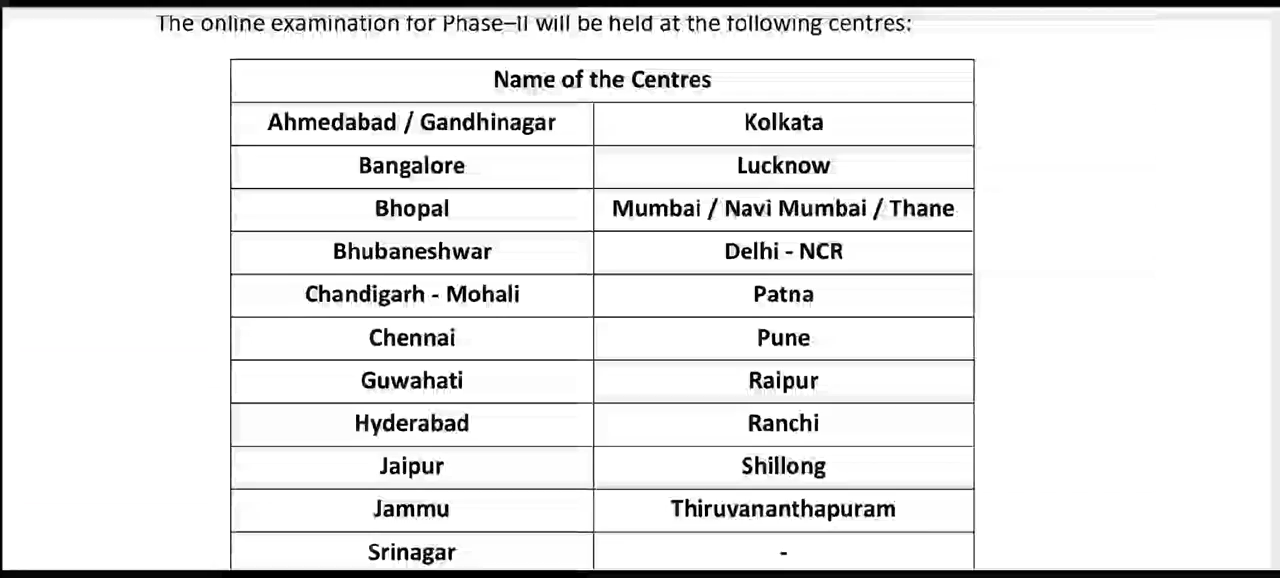 The online examination for Phase–II will be held at the following centres:
Name of the Centres
Ahmedabad / Gandhinagar Kolkata
Bangalore Lucknow
Bhopal Mumbai / Navi Mumbai / Thane
Bhubaneshwar Delhi - NCR
Chandigarh - Mohali Patna
Chennai Pune
Guwahati Raipur
Hyderabad Ranchi
Jaipur Shillong
Jammu Thiruvananthapuram
Srinagar -